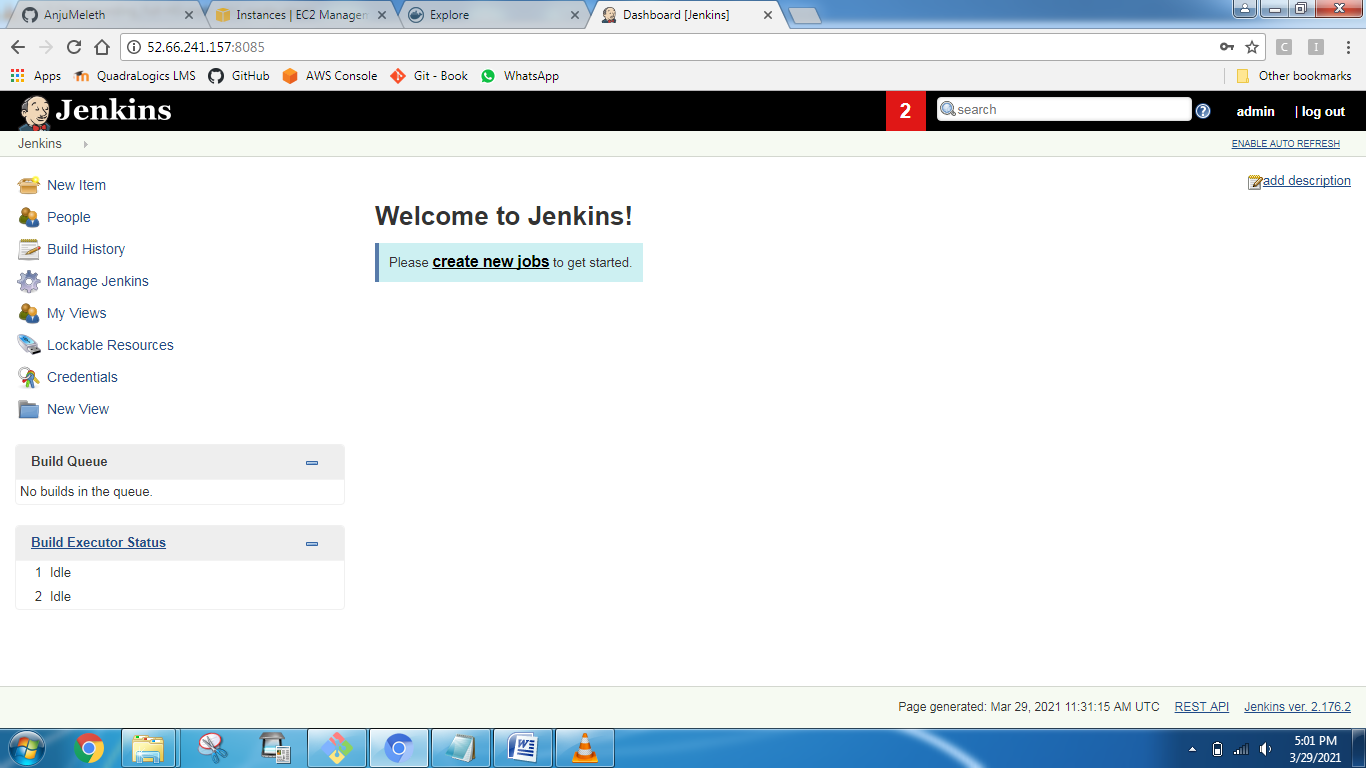 AnjuMeleth
Instances | EC2 Managen
Explore
Dashboard [Jenkins]
52.66.241.157:8085
Apps QuadraLogics LMS GitHub AWS Console Git - Book WhatsApp Other bookmarks
Jenkins 2 search ? admin | log out
Jenkins ENABLE AUTO REFRESH
New Item
People
Build History
Manage Jenkins
My Views
Lockable Resources
Credentials
New View
Build Queue
No builds in the queue.
Build Executor Status
1 Idle
2 Idle
add description
Welcome to Jenkins!
Please create new jobs to get started.
Page generated: Mar 29, 2021 11:31:15 AM UTC REST API Jenkins ver. 2.176.2
5:01 PM
3/29/2021